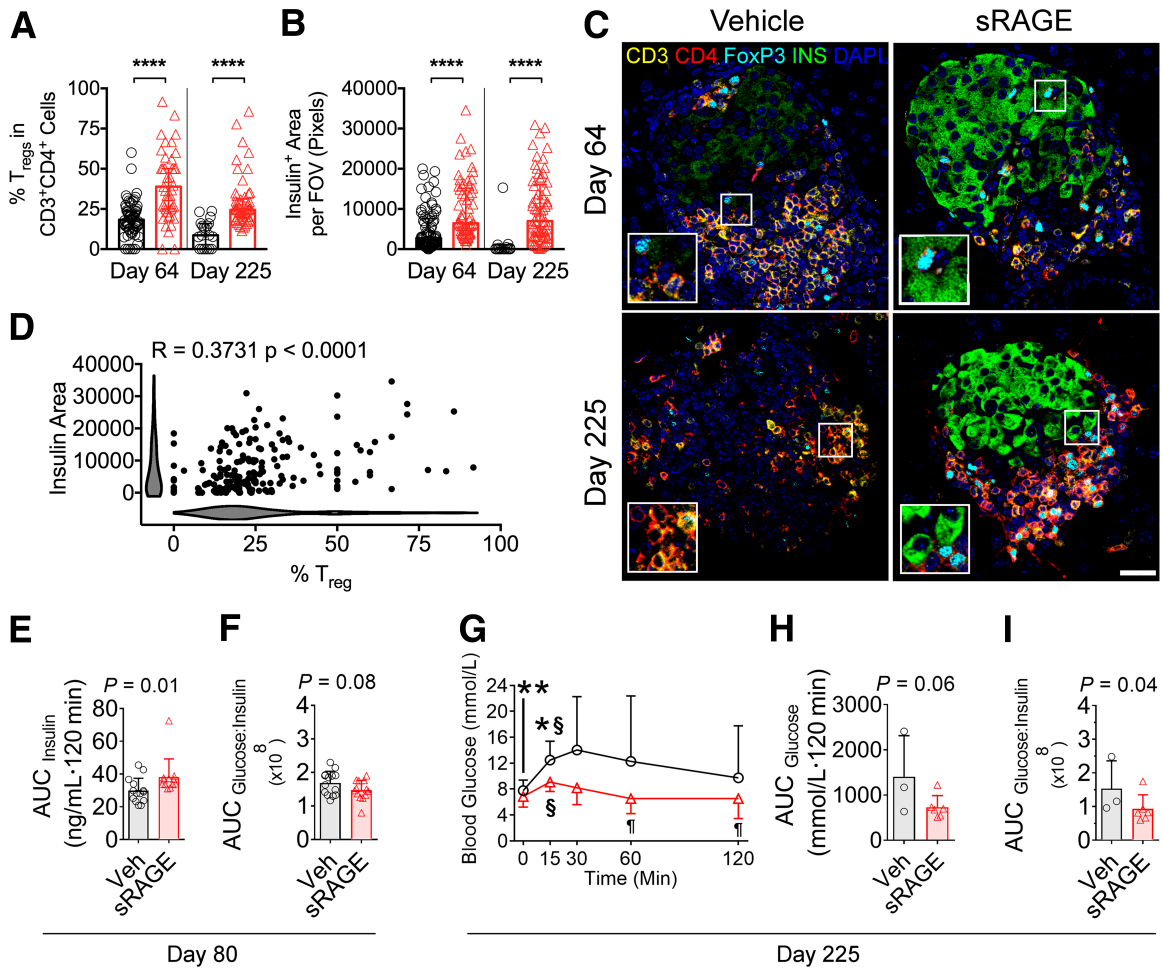 A
****
****
% Tregs in
CD3+CD4+ Cells
100
75
50
25
0
Day 64
Day 225
B
****
****
Insulin+ Area
per FOV (Pixels)
40000
30000
20000
10000
0
Day 64
Day 225
C
Vehicle
sRAGE
CD3 CD4 FoxP3 INS DAPI
Day 64
Day 225
D
R = 0.3731 p < 0.0001
Insulin Area
40000
30000
20000
10000
0
0
25
50
75
100
% Treg
E
P = 0.01
AUC Insulin
(ng/mL·120 min)
80
60
40
20
0
Veh
sRAGE
F
P = 0.08
AUC Glucose:Insulin
(x10 8)
4
3
2
1
0
Veh
sRAGE
Day 80
G
Blood Glucose (mmol/L)
24
20
16
12
8
4
0
**
*§
§
¶
¶
0
15
30
60
120
Time (Min)
H
P = 0.06
AUC Glucose
(mmol/L·120 min)
3000
2000
1000
0
Veh
sRAGE
I
P = 0.04
AUC Glucose:Insulin
(x10 8)
4
3
2
1
0
Veh
sRAGE
Day 225